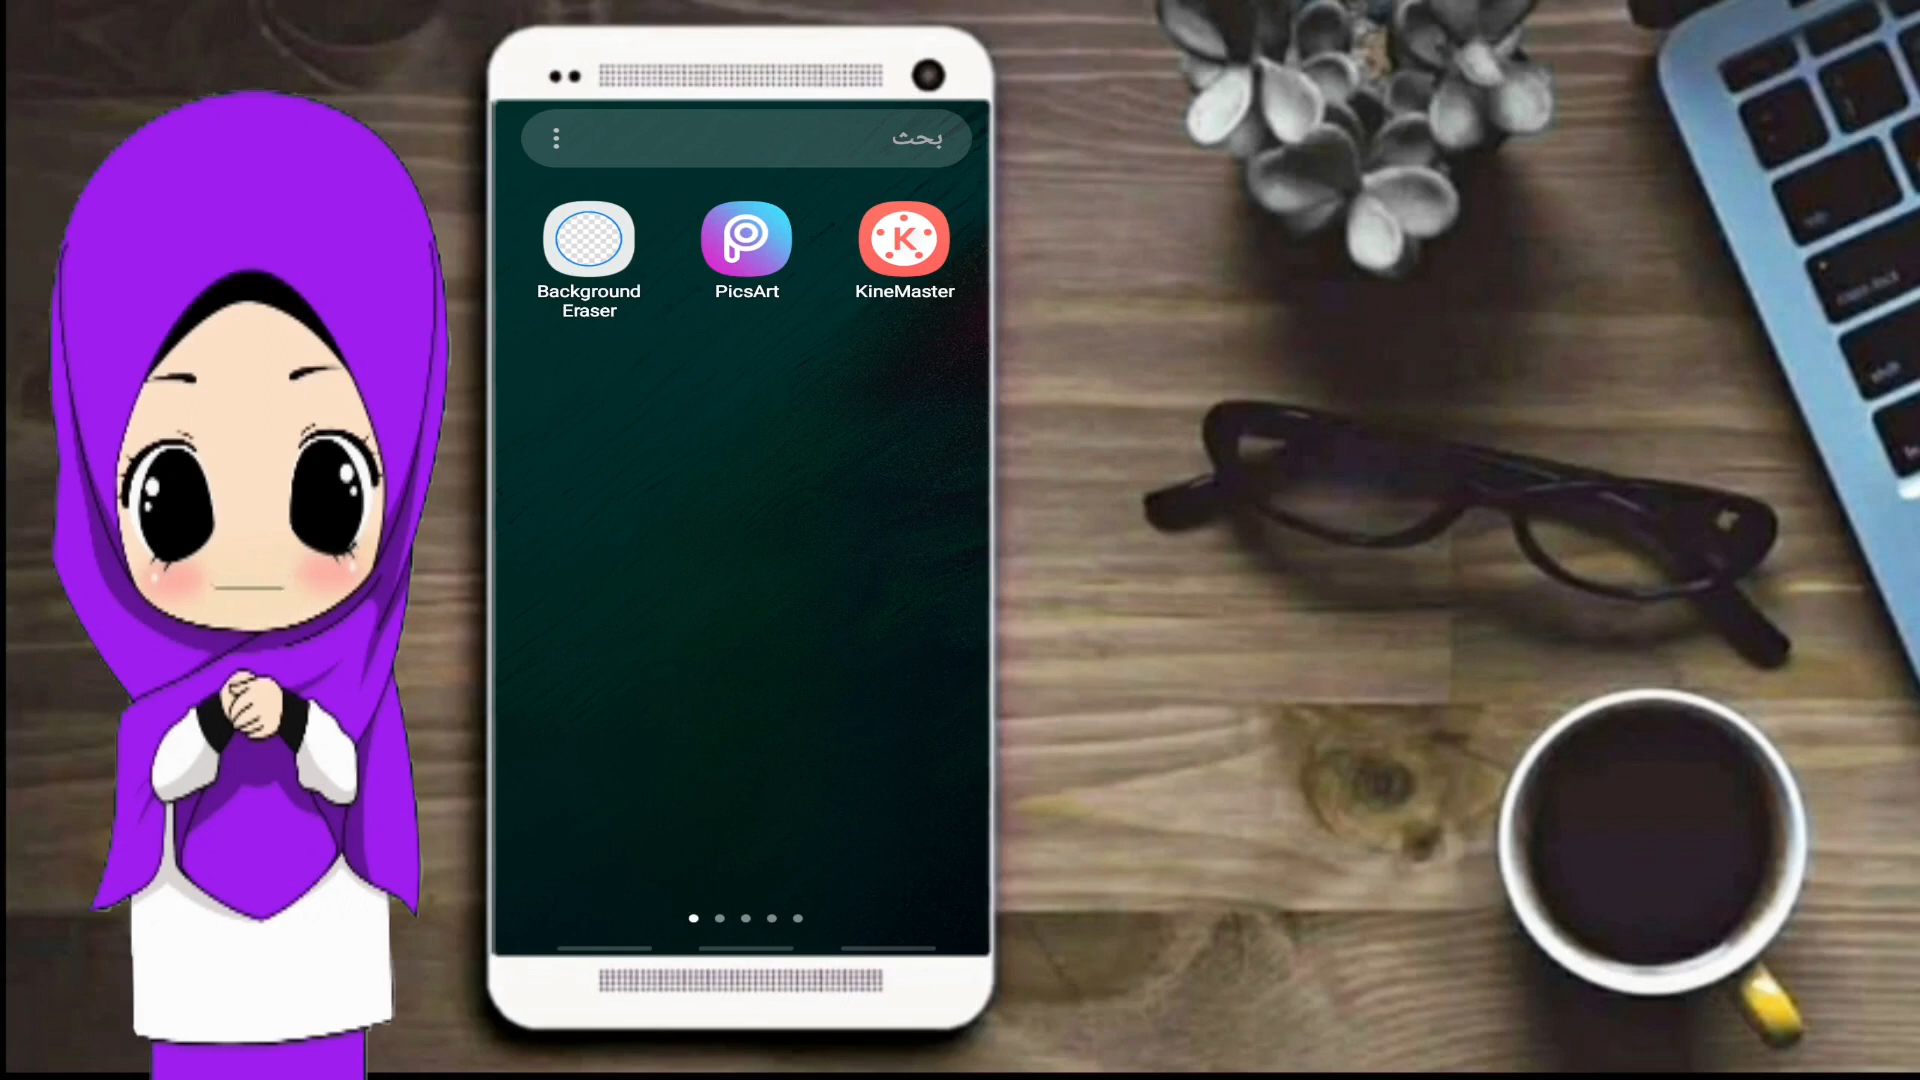 بحث
K
Background
Eraser
PicsArt
KineMaster